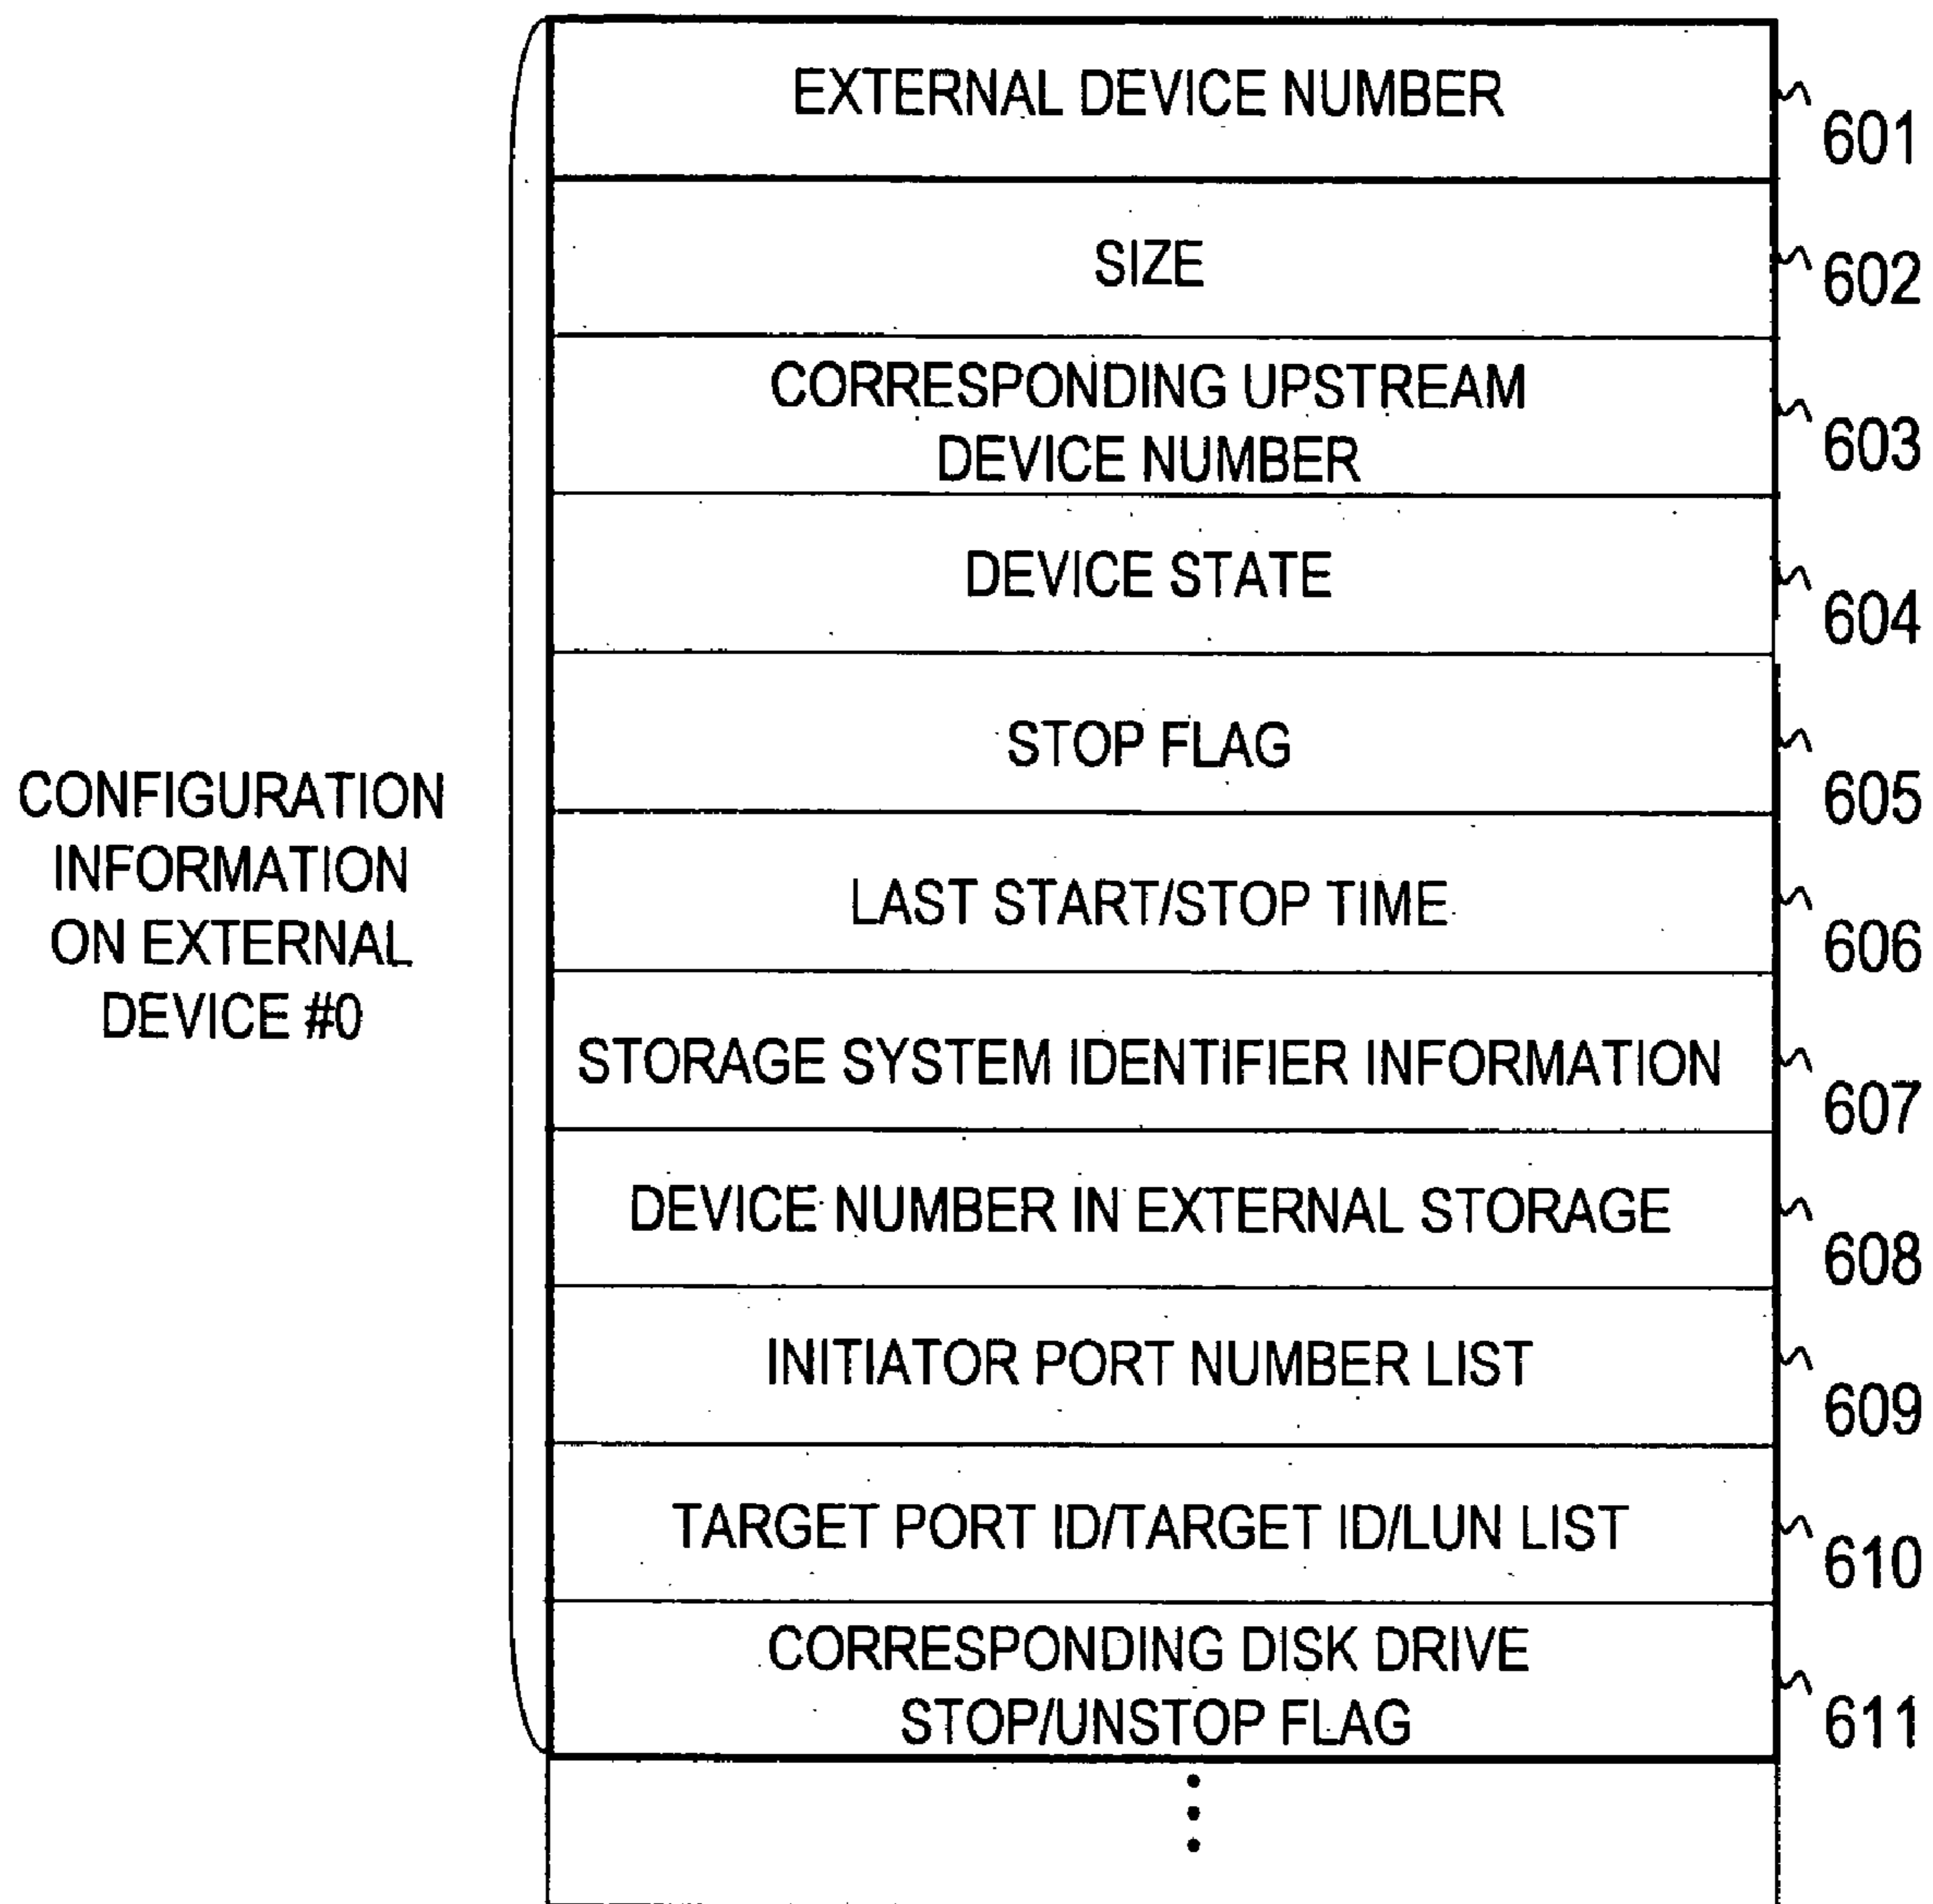 EXTERNAL DEVICE NUMBER
601
SIZE
602
CORRESPONDING UPSTREAM
DEVICE NUMBER
603
DEVICE STATE
604
STOP FLAG
605
LAST START/STOP TIME
606
STORAGE SYSTEM IDENTIFIER INFORMATION
607
DEVICE NUMBER IN EXTERNAL STORAGE
608
INITIATOR PORT NUMBER LIST
609
TARGET PORT ID/TARGET ID/LUN LIST
610
CORRESPONDING DISK DRIVE
STOP/UNSTOP FLAG
611
CONFIGURATION
INFORMATION
ON EXTERNAL
DEVICE #0